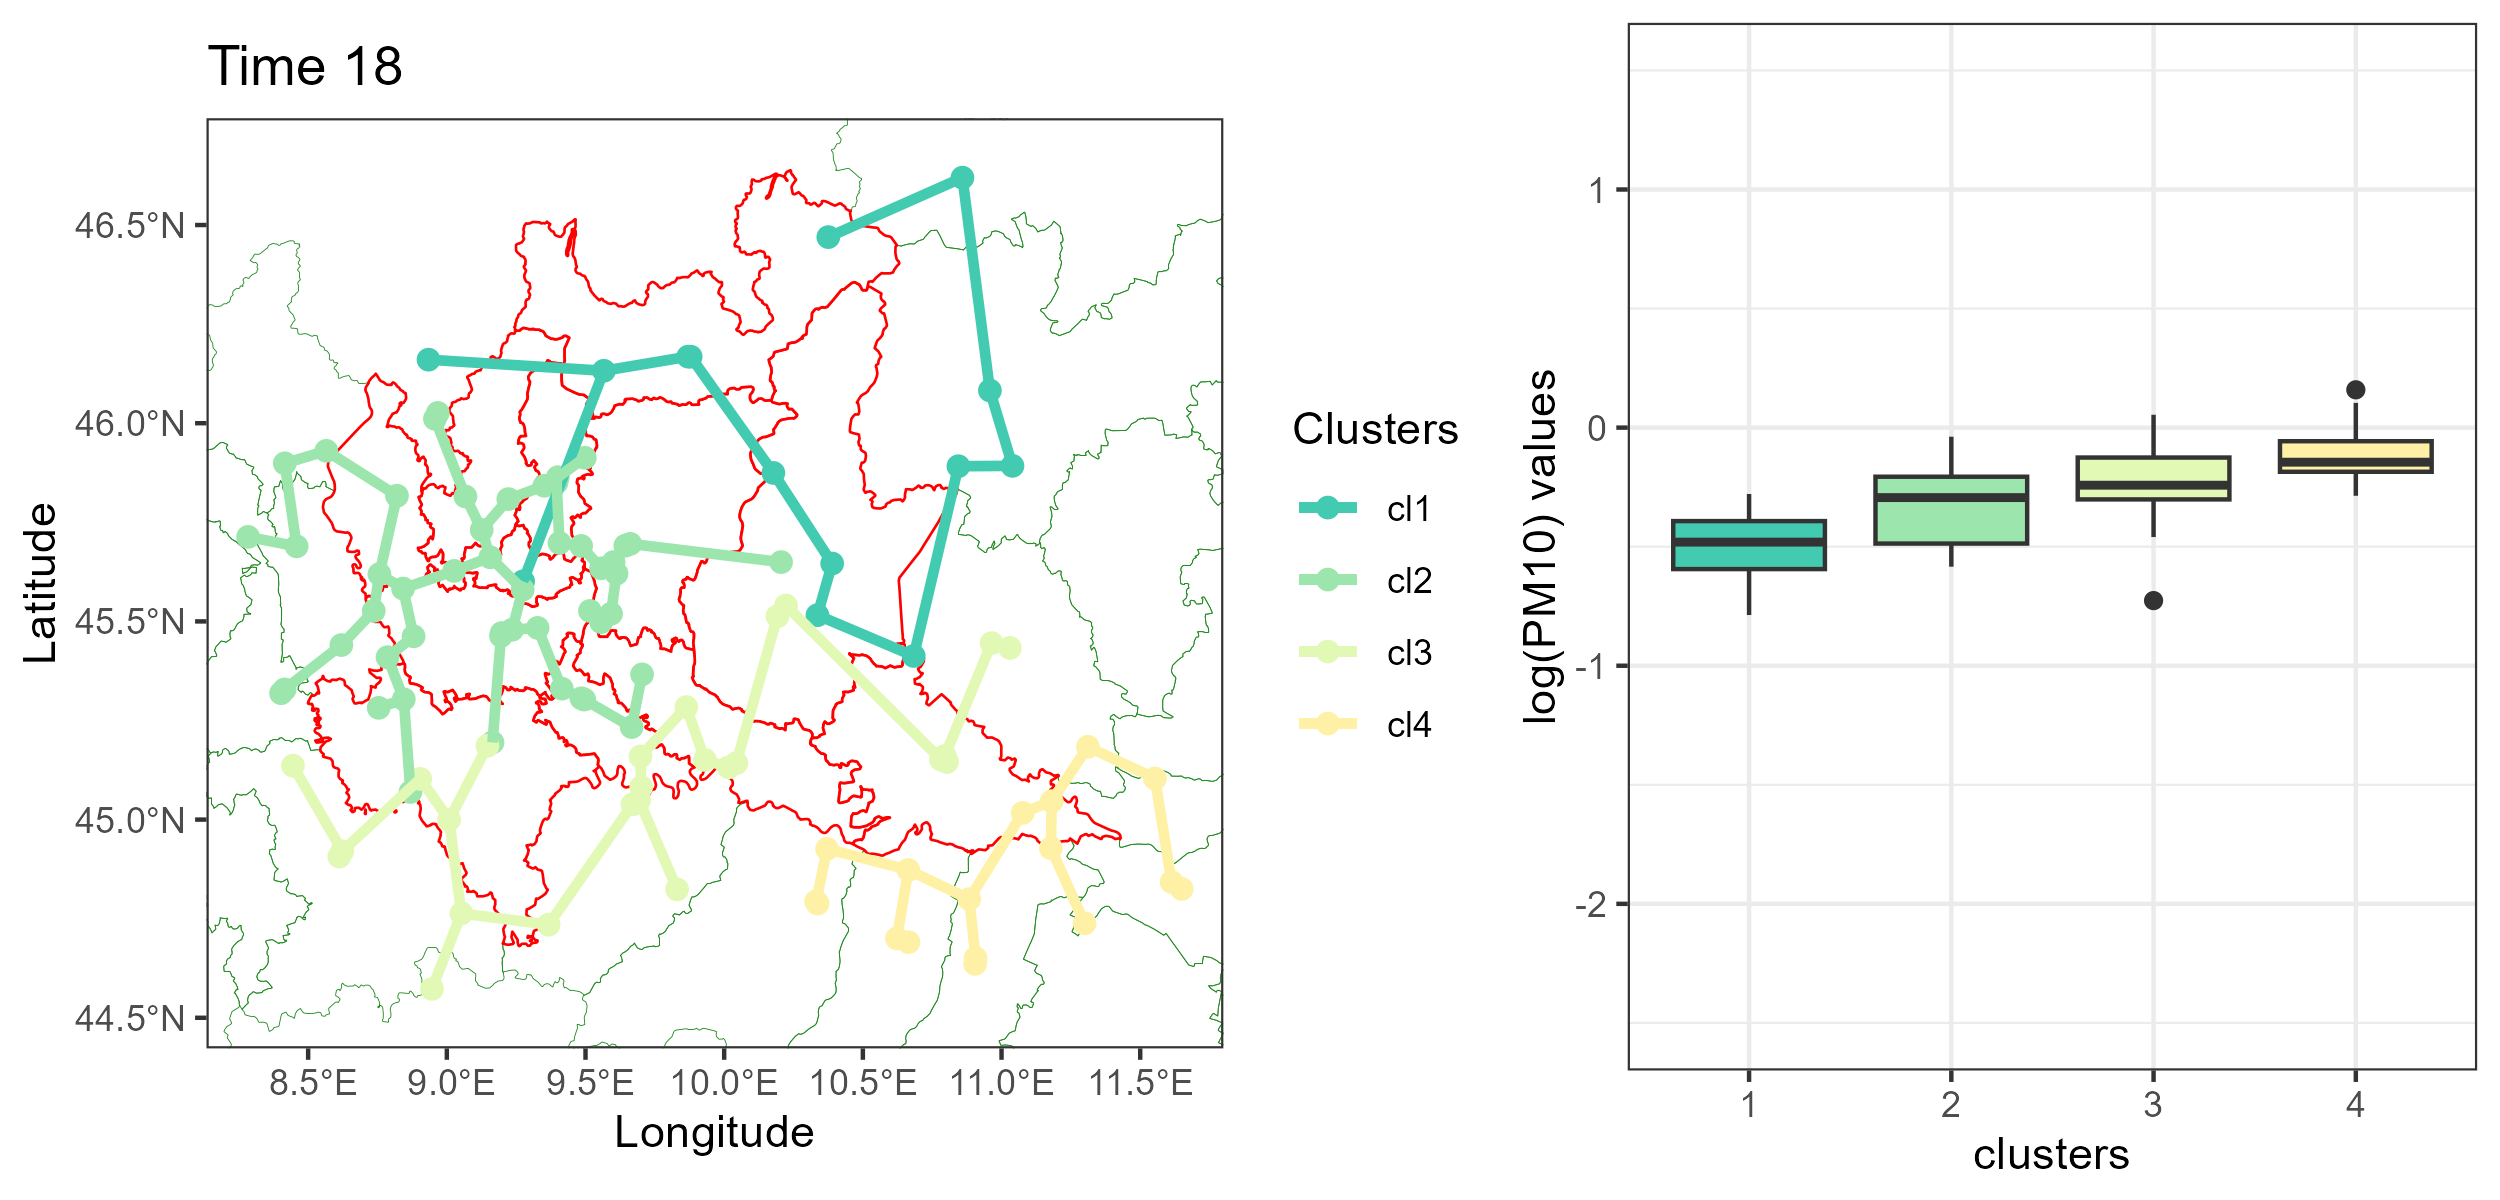 Time 18
46.5°N
46.0°N
45.5°N
45.0°N
44.5°N
Latitude
8.5°E 9.0°E 9.5°E 10.0°E 10.5°E 11.0°E 11.5°E
Longitude
Clusters
cl1
cl2
cl3
cl4
1
0
-1
-2
log(PM10) values
1 2 3 4
clusters